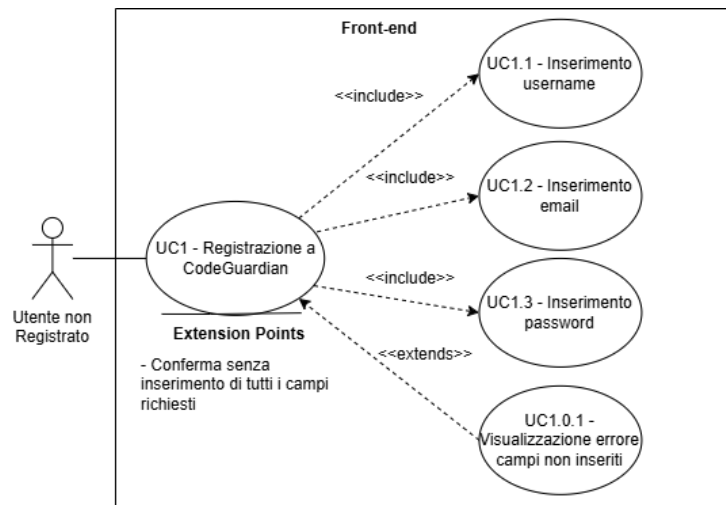 Front-end
UC1.1 - Inserimento
username
<<include>>
<<include>>
UC1.2 - Inserimento
email
UC1 - Registrazione a
CodeGuardian
<<include>>
UC1.3 - Inserimento
password
Utente non
Registrato
Extension Points
- Conferma senza
inserimento di tutti i campi
richiesti
<<extends>>
UC1.0.1 -
Visualizzazione errore
campi non inseriti